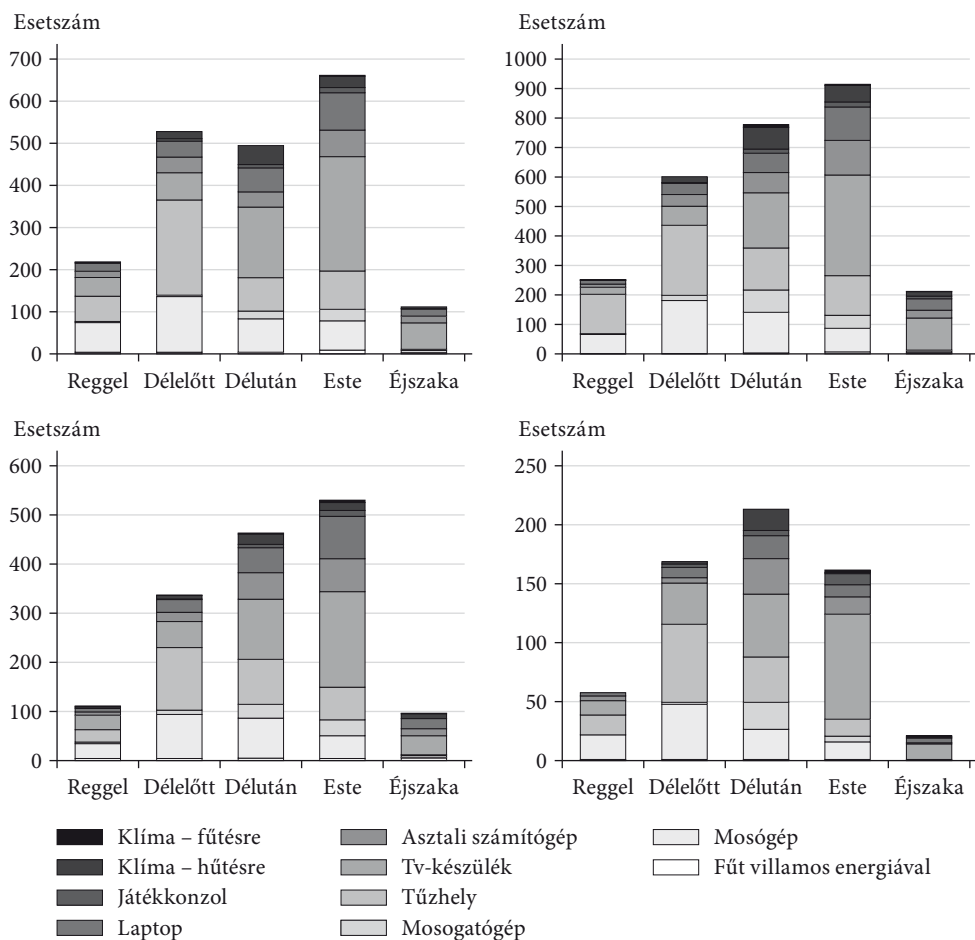 Esetszám
700
600
500
400
300
200
100
0
Reggel Délelőtt Délután Este Éjszaka
Esetszám
1000
900
800
700
600
500
400
300
200
100
0
Reggel Délelőtt Délután Este Éjszaka
Esetszám
600
500
400
300
200
100
0
Reggel Délelőtt Délután Este Éjszaka
Esetszám
250
200
150
100
50
0
Reggel Délelőtt Délután Este Éjszaka
Klíma – fűtésre
Klíma – hűtésre
Játékkonzol
Laptop
Asztali számítógép
Tv-készülék
Tűzhely
Mosogatógép
Mosógép
Fűt villamos energiával